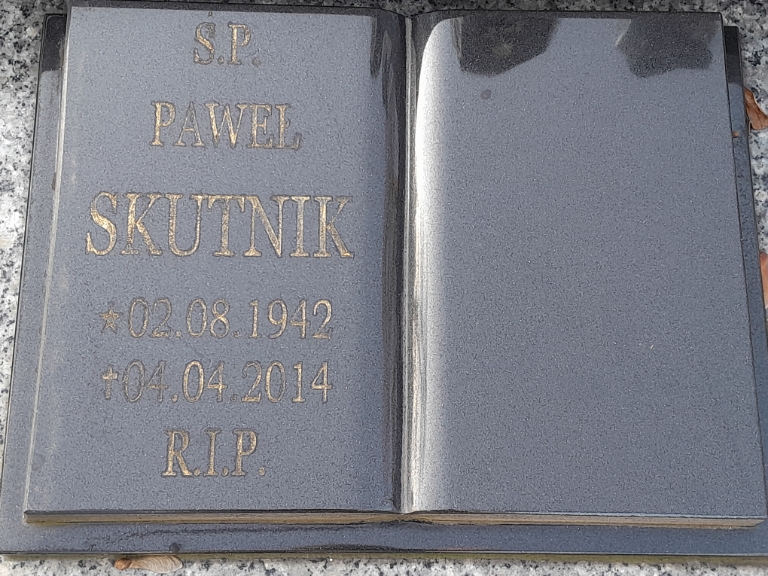 Ś.P.
PAWEŁ
SKUTNIK
★02.08.1942
✝04.04.2014
R.I.P.